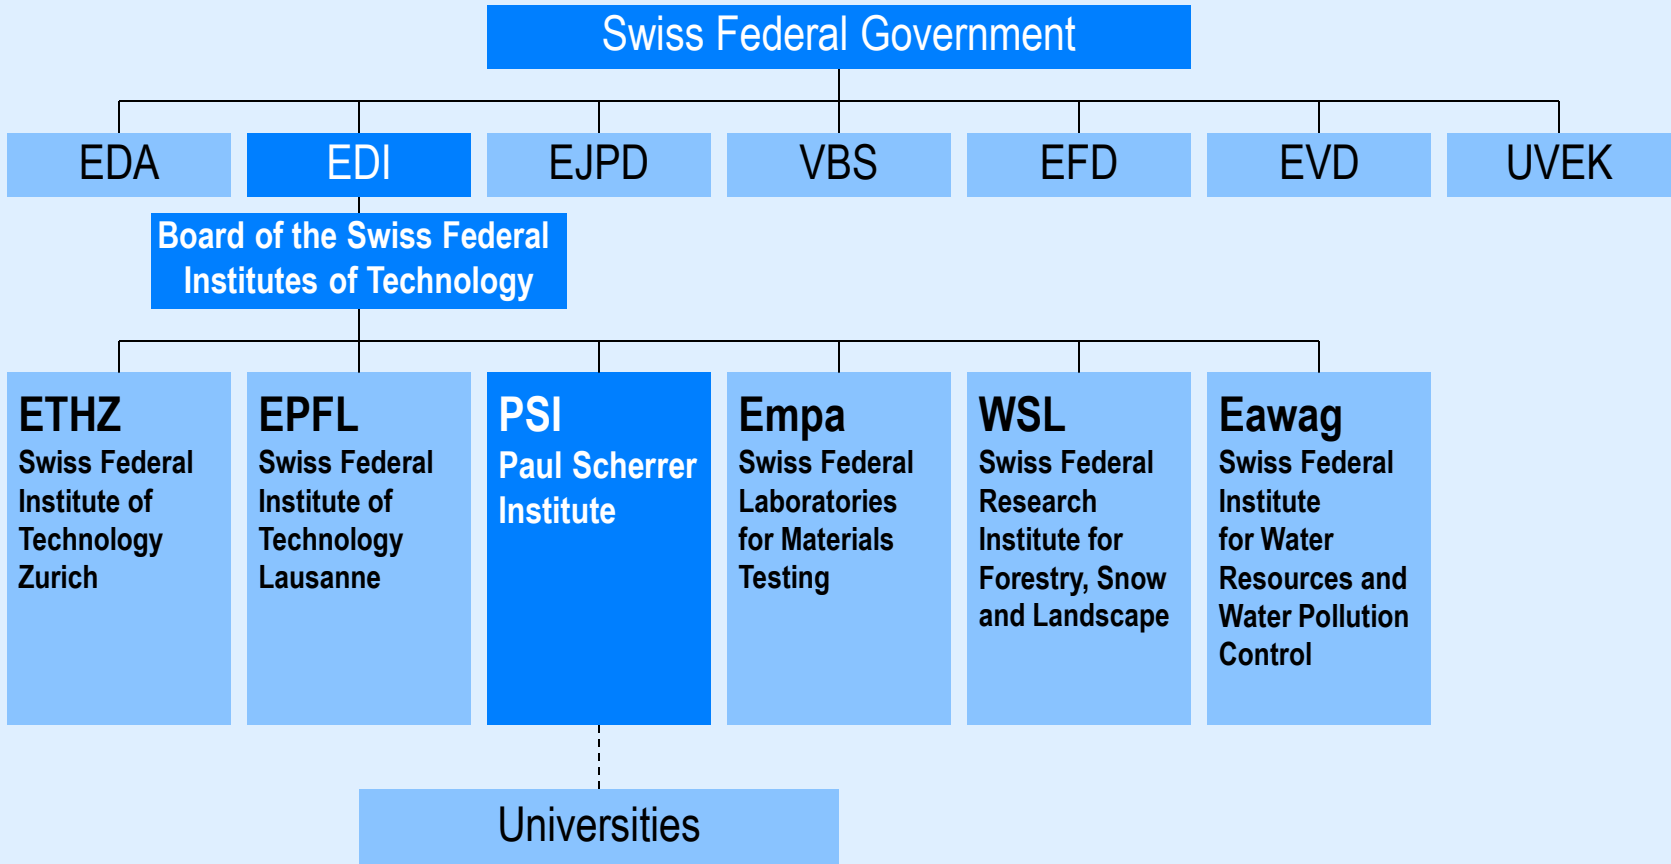 Swiss Federal Government
EDA
EDI
EJPD
VBS
EFD
EVD
UVEK
Board of the Swiss Federal
Institutes of Technology
ETHZ
Swiss Federal
Institute of
Technology
Zurich
EPFL
Swiss Federal
Institute of
Technology
Lausanne
PSI
Paul Scherrer
Institute
Empa
Swiss Federal
Laboratories
for Materials
Testing
WSL
Swiss Federal
Research
Institute for
Forestry, Snow
and Landscape
Eawag
Swiss Federal
Institute
for Water
Resources and
Water Pollution
Control
Universities